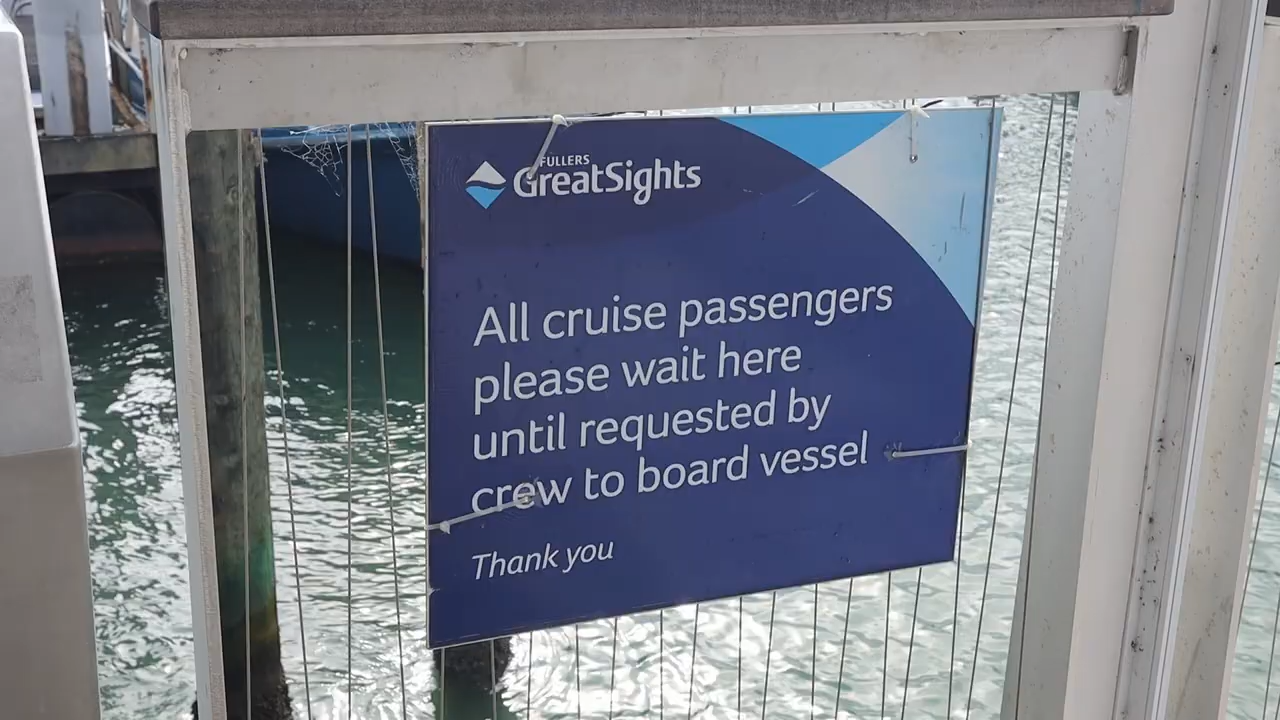 FULLERS
GreatSights
All cruise passengers
please wait here
until requested by
crew to board vessel
Thank you